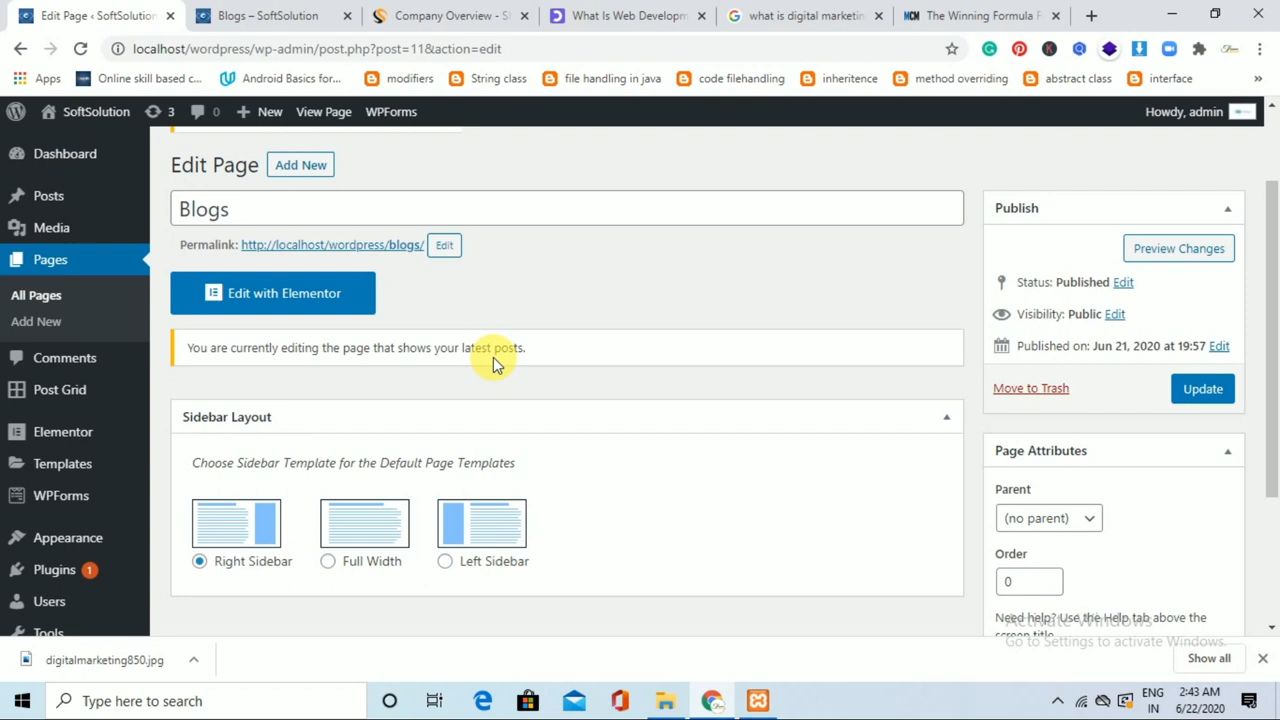 Edit Page ‹ SoftSolution
Blogs – SoftSolution
Company Overview - S
What Is Web Developm
what is digital marketin
MCM The Winning Formula F
localhost/wordpress/wp-admin/post.php?post=11&action=edit
Apps
Online skill based c...
Android Basics for...
modifiers
String class
file handling in java
code filehandling
inheritence
method overriding
abstract class
interface
SoftSolution
3
0
New
View Page
WPForms
Howdy, admin
Dashboard
Posts
Media
Pages
All Pages
Add New
Comments
Post Grid
Elementor
Templates
WPForms
Appearance
Plugins 1
Users
Tools
Edit Page
Add New
Blogs
Permalink: http://localhost/wordpress/blogs/
Edit
Edit with Elementor
You are currently editing the page that shows your latest posts.
Sidebar Layout
Choose Sidebar Template for the Default Page Templates
Right Sidebar
Full Width
Left Sidebar
Publish
Preview Changes
Status: Published Edit
Visibility: Public Edit
Published on: Jun 21, 2020 at 19:57 Edit
Move to Trash
Update
Page Attributes
Parent
(no parent)
Order
0
Need help? Use the Help tab above the
screen title.
Activate Windows
Go to Settings to activate Windows.
digitalmarketing850.jpg
Show all
Type here to search
ENG
IN
2:43 AM
6/22/2020